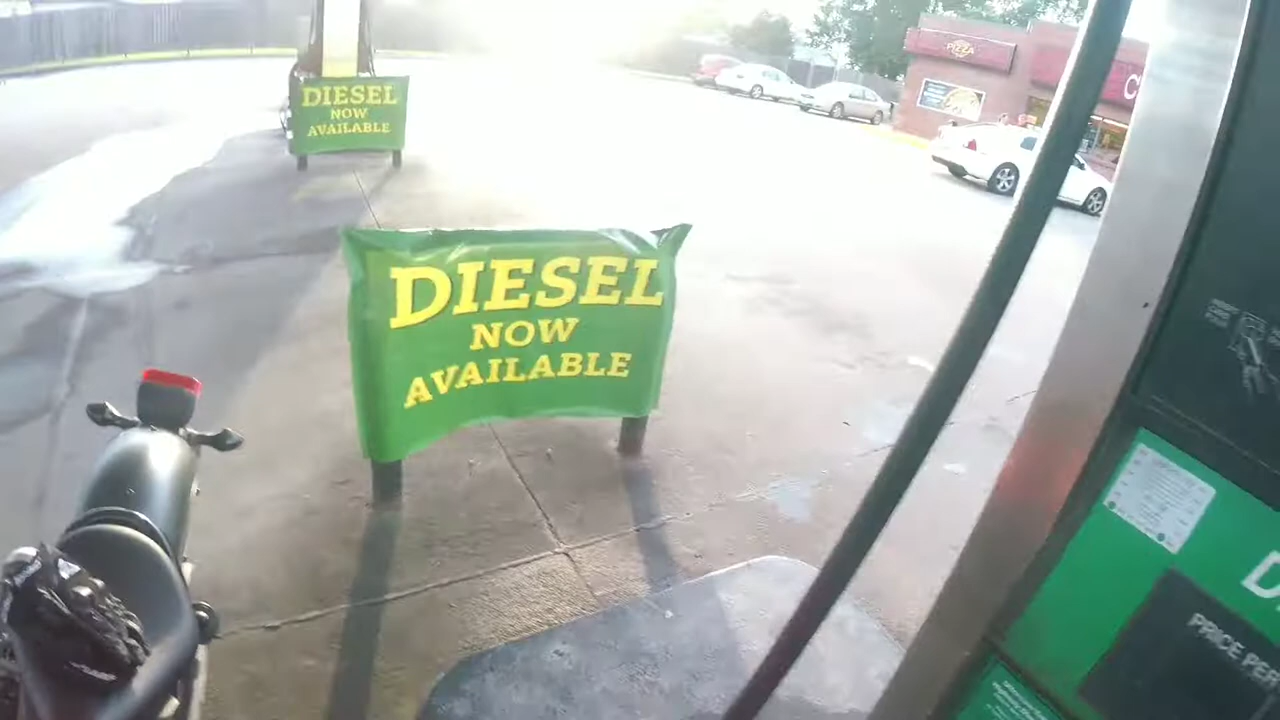 DIESEL
NOW
AVAILABLE
PIZZA
DIESEL
NOW
AVAILABLE
PRICE PER